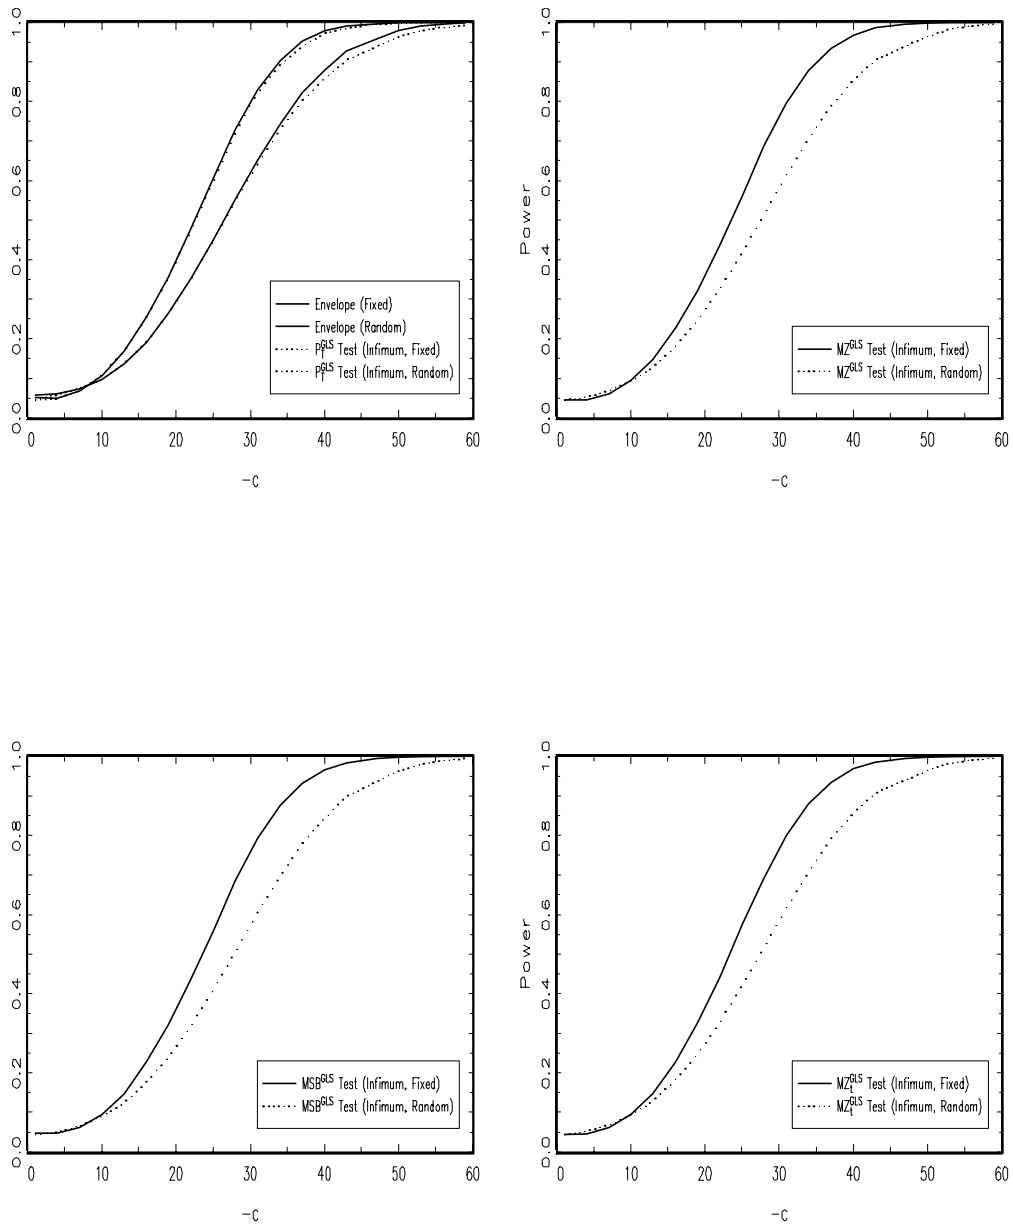 1.0
0.8
0.6
0.4
0.2
0.0
Envelope (Fixed)
Envelope (Random)
P_T^GLS Test (Infimum, Fixed)
P_T^GLS Test (Infimum, Random)
0 10 20 30 40 50 60
-c
Power
1.0
0.8
0.6
0.4
0.2
0.0
MZ^GLS Test (Infimum, Fixed)
MZ^GLS Test (Infimum, Random)
0 10 20 30 40 50 60
-c
1.0
0.8
0.6
0.4
0.2
0.0
MSB^GLS Test (Infimum, Fixed)
MSB^GLS Test (Infimum, Random)
0 10 20 30 40 50 60
-c
Power
1.0
0.8
0.6
0.4
0.2
0.0
MZ_t^GLS Test (Infimum, Fixed)
MZ_t^GLS Test (Infimum, Random)
0 10 20 30 40 50 60
-c